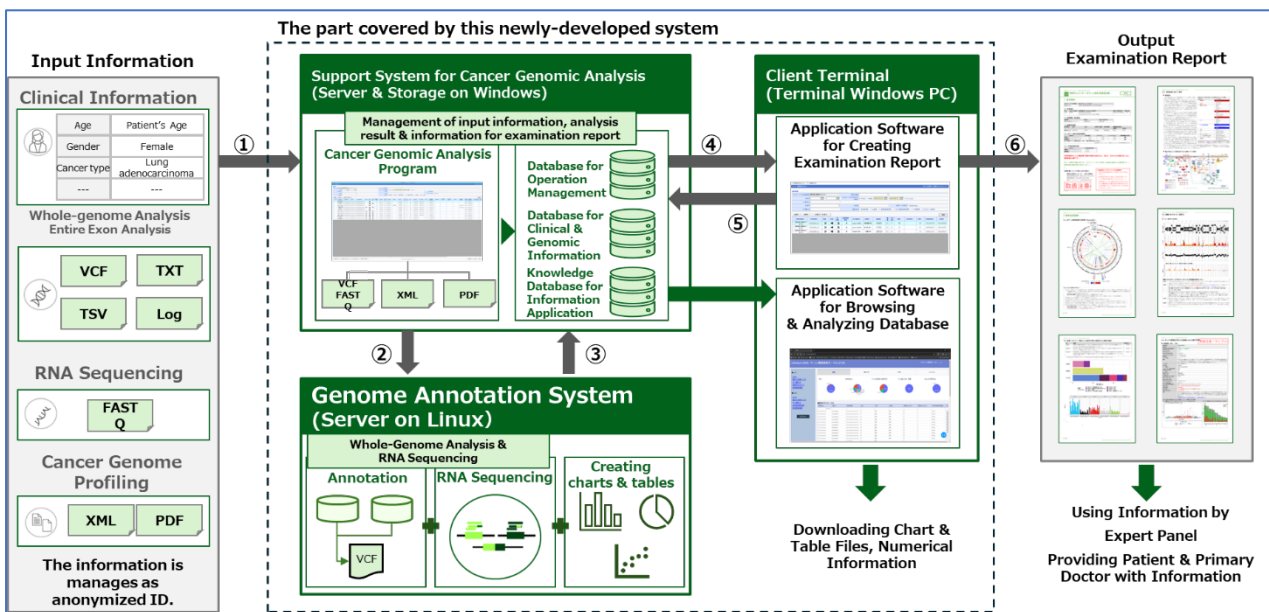 The part covered by this newly-developed system
Input Information
Clinical Information
Age
Patient's Age
Gender
Female
Cancer type
Lung
adenocarcinoma
---
---
Whole-genome Analysis
Entire Exon Analysis
VCF
TXT
TSV
Log
RNA Sequencing
FAST
Q
Cancer Genome
Profiling
XML
PDF
The information is
manages as
anonymized ID.
①
Support System for Cancer Genomic Analysis
(Server & Storage on Windows)
Management of input information, analysis
result & information for examination report
Cancer Genomic Analysis
Program
VCF
FAST
Q
XML
PDF
Database for
Operation
Management
Database for
Clinical &
Genomic
Information
Knowledge
Database for
Information
Application
②
③
Genome Annotation System
(Server on Linux)
Whole-Genome Analysis &
RNA Sequencing
Annotation
VCF
RNA Sequencing
Creating
charts & tables
④
⑤
Client Terminal
(Terminal Windows PC)
Application Software
for Creating
Examination Report
Application Software
for Browsing
& Analyzing Database
Downloading Chart &
Table Files, Numerical
Information
⑥
Output
Examination Report
Using Information by
Expert Panel
Providing Patient & Primary
Doctor with Information